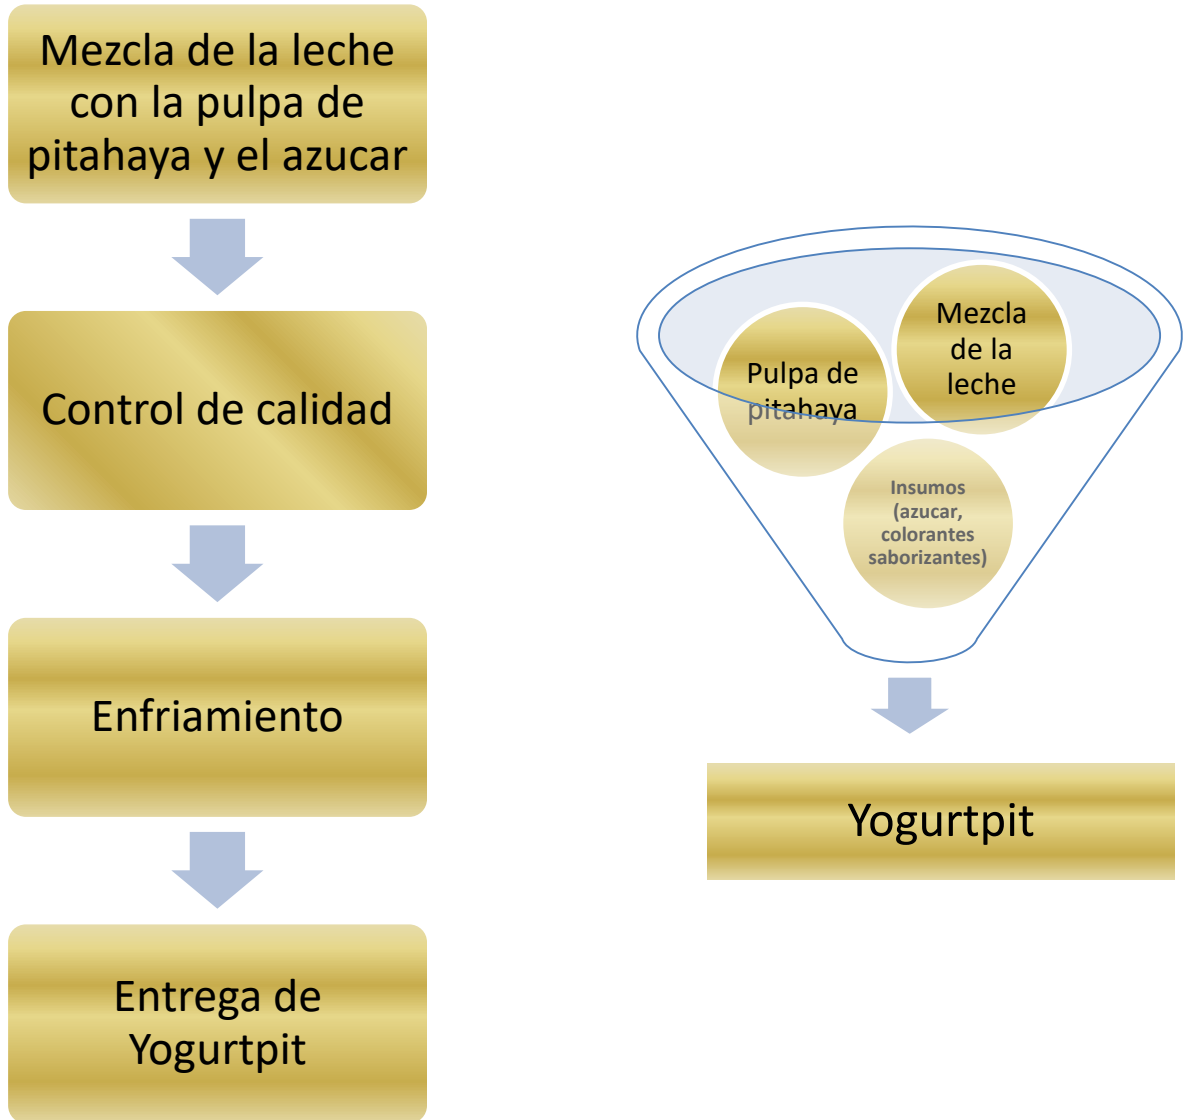 Mezcla de la leche
con la pulpa de
pitahaya y el azucar
Control de calidad
Enfriamiento
Entrega de
Yogurtpit
Mezcla
de la
leche
Pulpa de
pitahaya
Insumos
(azucar,
colorantes
saborizantes)
Yogurtpit